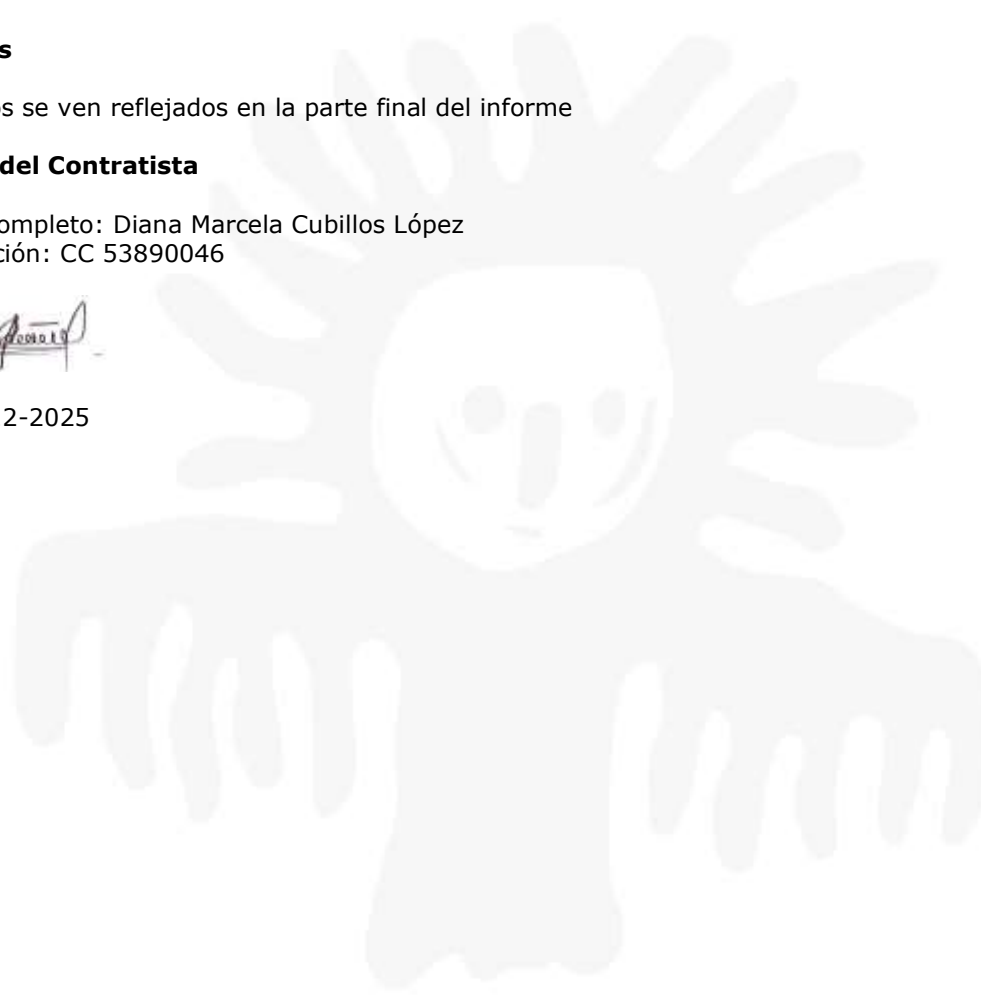 s
os se ven reflejados en la parte final del informe
del Contratista
ompleto: Diana Marcela Cubillos López
ción: CC 53890046
2-2025